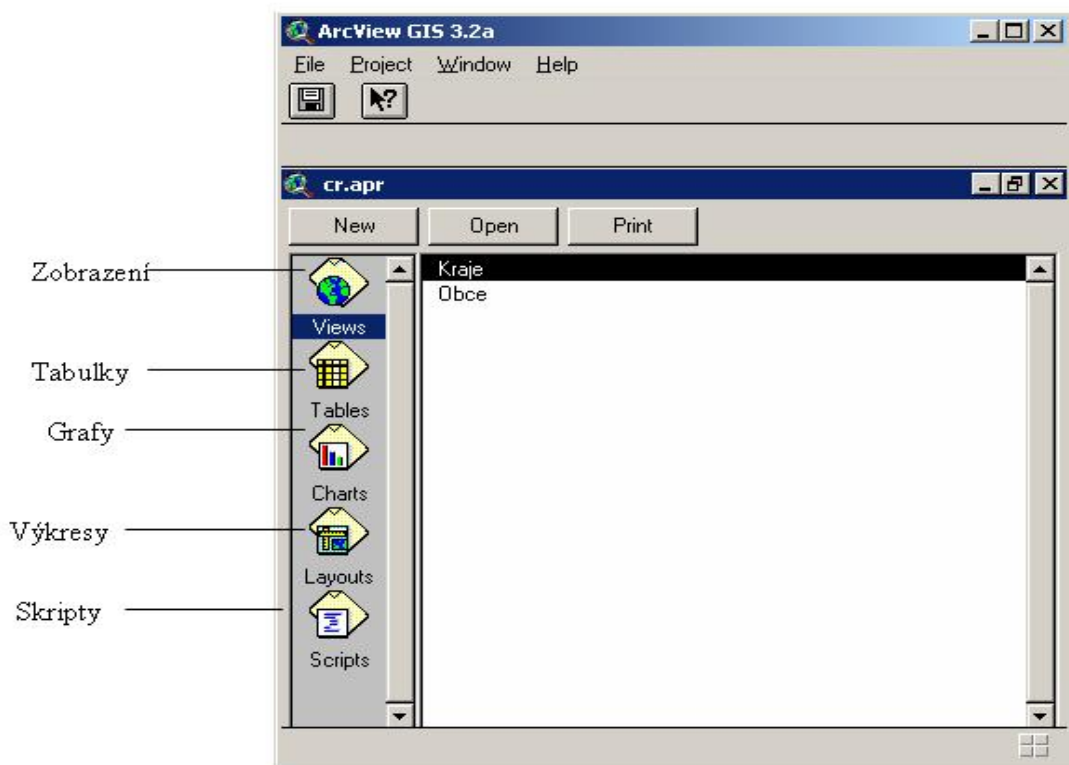 ArcView GIS 3.2a
File Project Window Help
cr.apr
New Open Print
Zobrazení
Kraje
Obce
Views
Tabulky
Tables
Grafy
Charts
Výkresy
Layouts
Skripty
Scripts